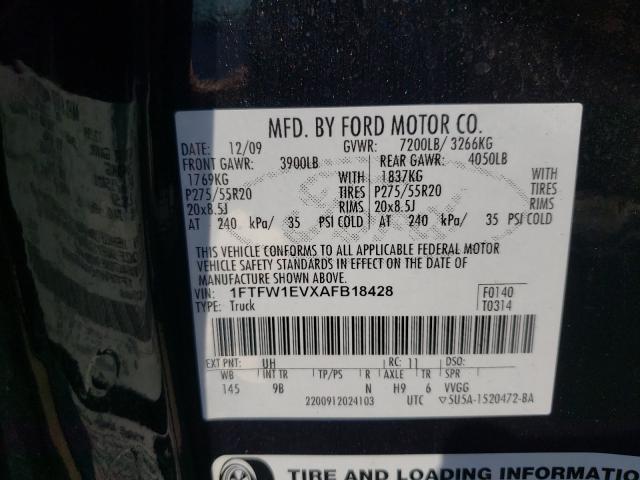 MFD. BY FORD MOTOR CO.
DATE: 12/09 GVWR: 7200LB/ 3266KG
FRONT GAWR: 3900LB REAR GAWR: 4050LB
1769KG WITH 1837KG WITH
P275/55R20 TIRES P275/55R20 TIRES
20x8.5J RIMS 20x8.5J RIMS
AT 240 kPa/ 35 PSI COLD AT 240 kPa/ 35 PSI COLD
THIS VEHICLE CONFORMS TO ALL APPLICABLE FEDERAL MOTOR
VEHICLE SAFETY STANDARDS IN EFFECT ON THE DATE OF
MANUFACTURE SHOWN ABOVE.
VIN: 1FTFW1EVXAFB18428 F0140
TYPE: Truck T0314
EXT PNT: UH RC: 11 DSO:
WB INT TR TP/PS R AXLE TR SPR
145 9B N H9 6 VVGG
2200912024103 UTC ▽5U5A-1520472-BA
TIRE AND LOADING INFORMATION